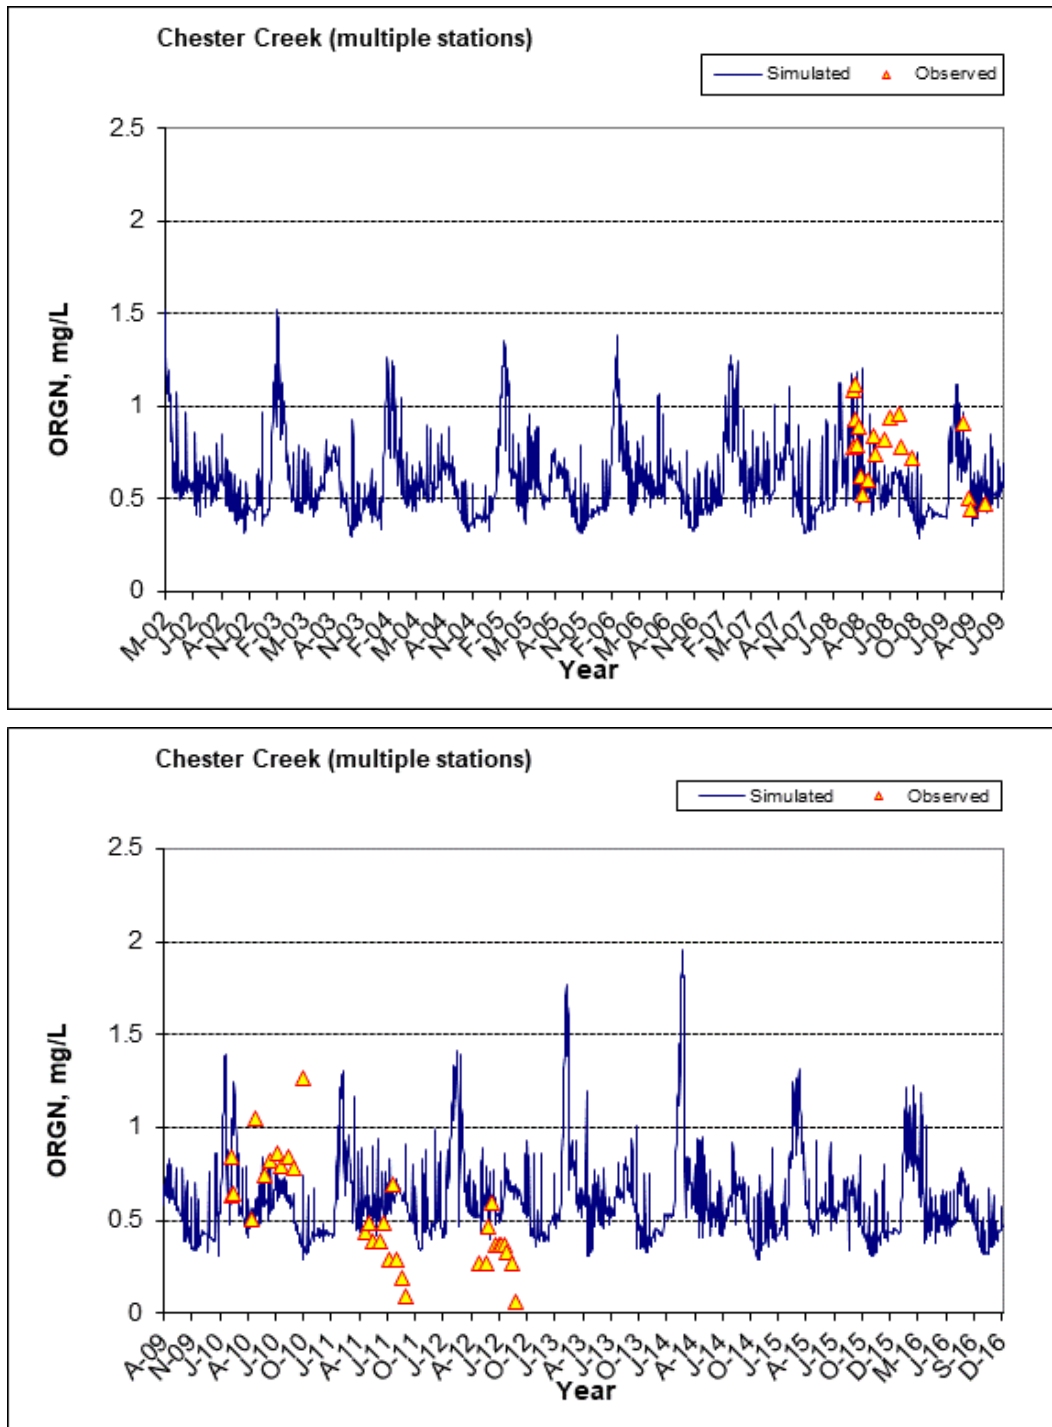 Chester Creek (multiple stations)
Simulated Observed
2.5
2
1.5
1
0.5
0
ORGN, mg/L
M-02 J-02 A-02 N-02 F-03 M-03 A-03 N-03 F-04 M-04 A-04 N-04 F-05 M-05 A-05 N-05 F-06 M-06 A-06 N-06 F-07 M-07 A-07 N-07 J-08 A-08 J-08 O-08 J-09 A-09 J-09
Year
Chester Creek (multiple stations)
Simulated Observed
2.5
2
1.5
1
0.5
0
ORGN, mg/L
A-09 N-09 J-10 A-10 J-10 O-10 J-11 A-11 J-11 O-11 J-12 A-12 J-12 O-12 J-13 A-13 J-13 O-13 J-14 A-14 J-14 O-14 J-15 A-15 J-15 O-15 D-15 M-16 J-16 S-16 D-16
Year